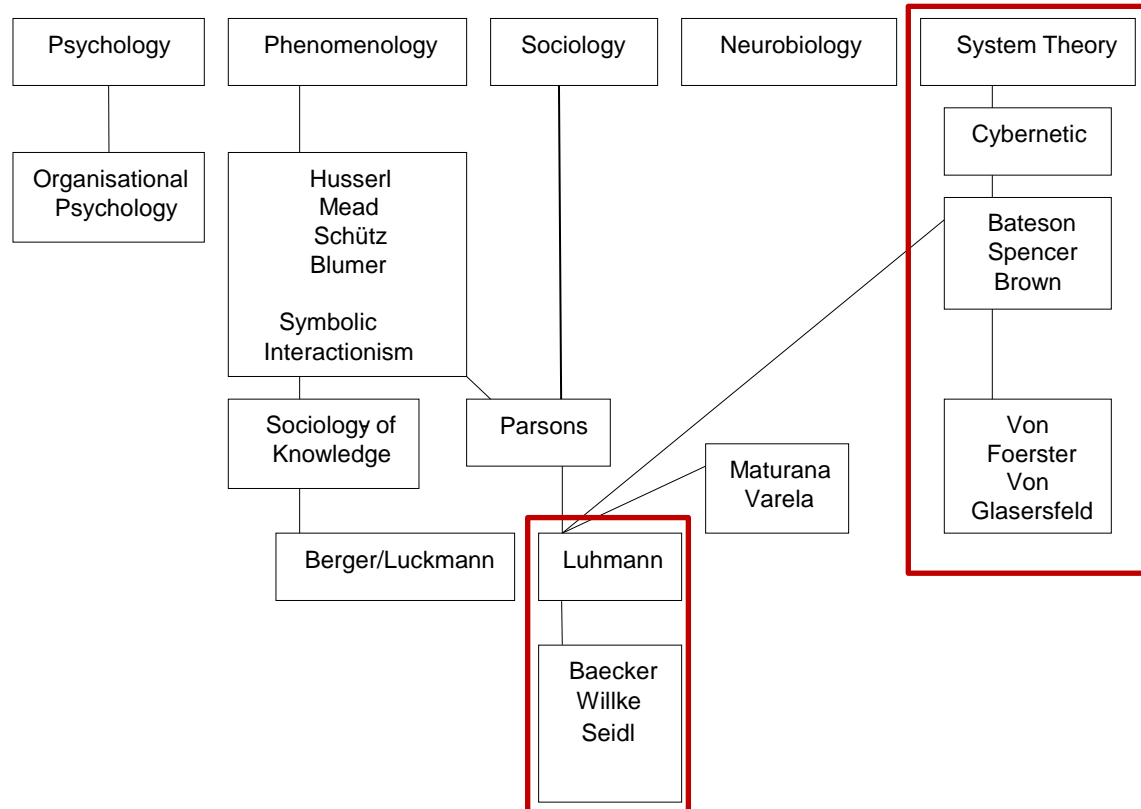 Psychology
Phenomenology
Sociology
Neurobiology
System Theory
Cybernetic
Organisational
Psychology
Husserl
Mead
Schütz
Blumer
Symbolic
Interactionism
Bateson
Spencer
Brown
Sociology of
Knowledge
Parsons
Maturana
Varela
Von
Foerster
Von
Glasersfeld
Berger/Luckmann
Luhmann
Baecker
Willke
Seidl